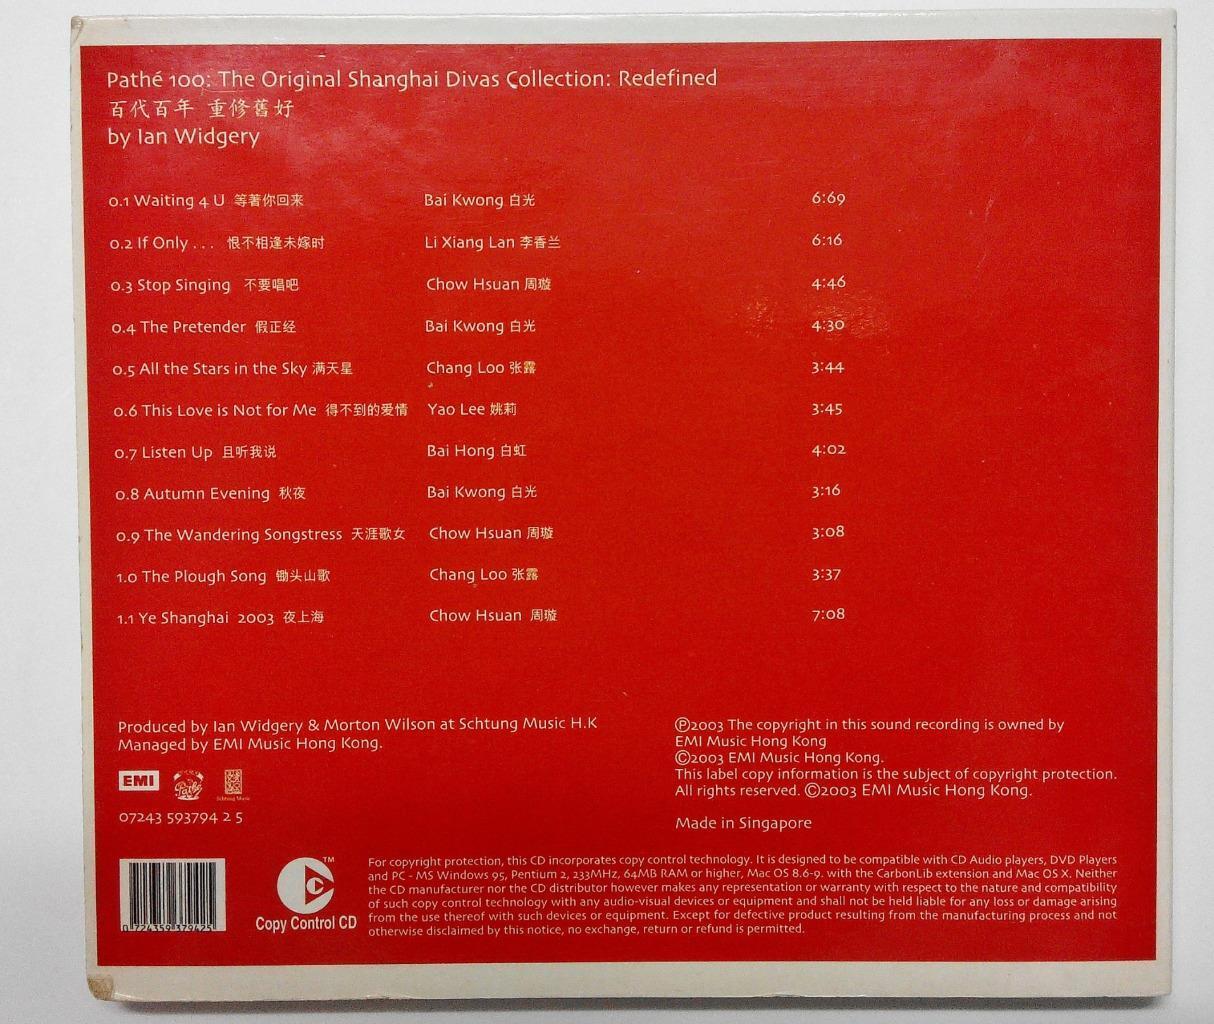 Pathé 100: The Original Shanghai Divas Collection: Redefined
百代百年 重修舊好
by Ian Widgery
0.1 Waiting 4 U 等著你回来 Bai Kwong 白光 6:69
0.2 If Only . . . 恨不相逢未嫁时 Li Xiang Lan 李香兰 6:16
0.3 Stop Singing 不要唱吧 Chow Hsuan 周璇 4:46
0.4 The Pretender 假正经 Bai Kwong 白光 4:30
0.5 All the Stars in the Sky 满天星 Chang Loo 张露 3:44
0.6 This Love is Not for Me 得不到的爱情 Yao Lee 姚莉 3:45
0.7 Listen Up 且听我说 Bai Hong 白虹 4:02
0.8 Autumn Evening 秋夜 Bai Kwong 白光 3:16
0.9 The Wandering Songstress 天涯歌女 Chow Hsuan 周璇 3:08
1.0 The Plough Song 锄头山歌 Chang Loo 张露 3:37
1.1 Ye Shanghai 2003 夜上海 Chow Hsuan 周璇 7:08
Produced by Ian Widgery & Morton Wilson at Schtung Music H.K
Managed by EMI Music Hong Kong.
EMI Pathé Schtung Music
07243 593794 2 5
Ⓟ2003 The copyright in this sound recording is owned by
EMI Music Hong Kong
©2003 EMI Music Hong Kong.
This label copy information is the subject of copyright protection.
All rights reserved. ©2003 EMI Music Hong Kong.
Made in Singapore
0 724359 379425
TM
Copy Control CD
For copyright protection, this CD incorporates copy control technology. It is designed to be compatible with CD Audio players, DVD Players
and PC - MS Windows 95, Pentium 2, 233MHz, 64MB RAM or higher, Mac OS 8.6-9. with the CarbonLib extension and Mac OS X. Neither
the CD manufacturer nor the CD distributor however makes any representation or warranty with respect to the nature and compatibility
of such copy control technology with any audio-visual devices or equipment and shall not be held liable for any loss or damage arising
from the use thereof with such devices or equipment. Except for defective product resulting from the manufacturing process and not
otherwise disclaimed by this notice, no exchange, return or refund is permitted.